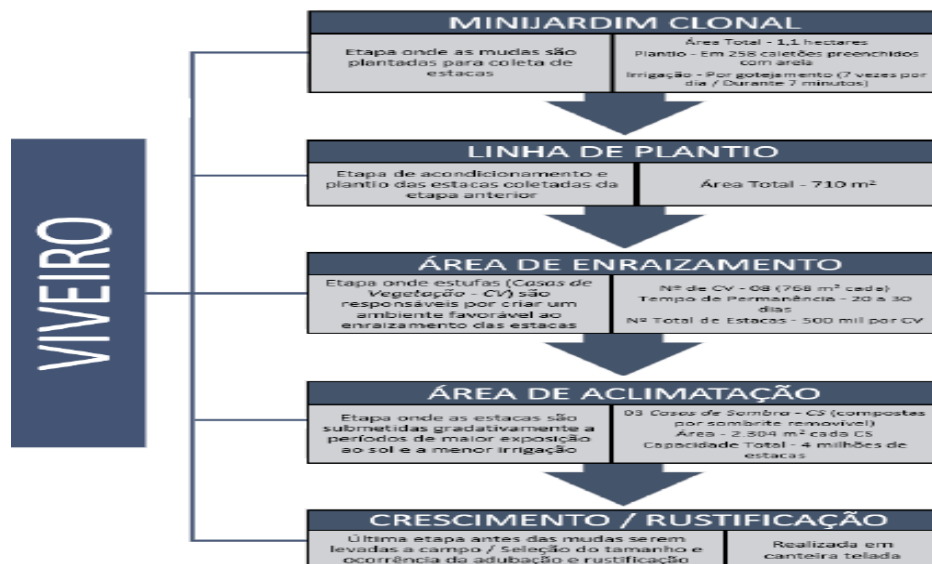 VIVEIRO
MINIJARDIM CLONAL
Etapa onde as mudas são
plantadas para coleta de
estacas
Área Total - 1,1 hectares
Plantio - Em 258 caletões preenchidos
com areia
Irrigação - Por gotejamento (7 vezes por
dia / Durante 7 minutos)
LINHA DE PLANTIO
Etapa de acondicionamento e
plantio das estacas coletadas da
etapa anterior
Área Total - 710 m²
ÁREA DE ENRAIZAMENTO
Etapa onde estufas (Casas de
Vegetação - CV) são
responsáveis por criar um
ambiente favorável ao
enraizamento das estacas
Nº de CV - 08 (768 m² cada)
Tempo de Permanência - 20 a 30
dias
Nº Total de Estacas - 500 mil por CV
ÁREA DE ACLIMATAÇÃO
Etapa onde as estacas são
submetidas gradativamente a
períodos de maior exposição
ao sol e a menor irrigação
03 Casas de Sombra - CS (compostas
por sombrite removível)
Área - 2.304 m² cada CS
Capacidade Total - 4 milhões de
estacas
CRESCIMENTO / RUSTIFICAÇÃO
Última etapa antes das mudas serem
levadas a campo / Seleção do tamanho e
ocorrência da adubação e rustificação
Realizada em
canteira telada